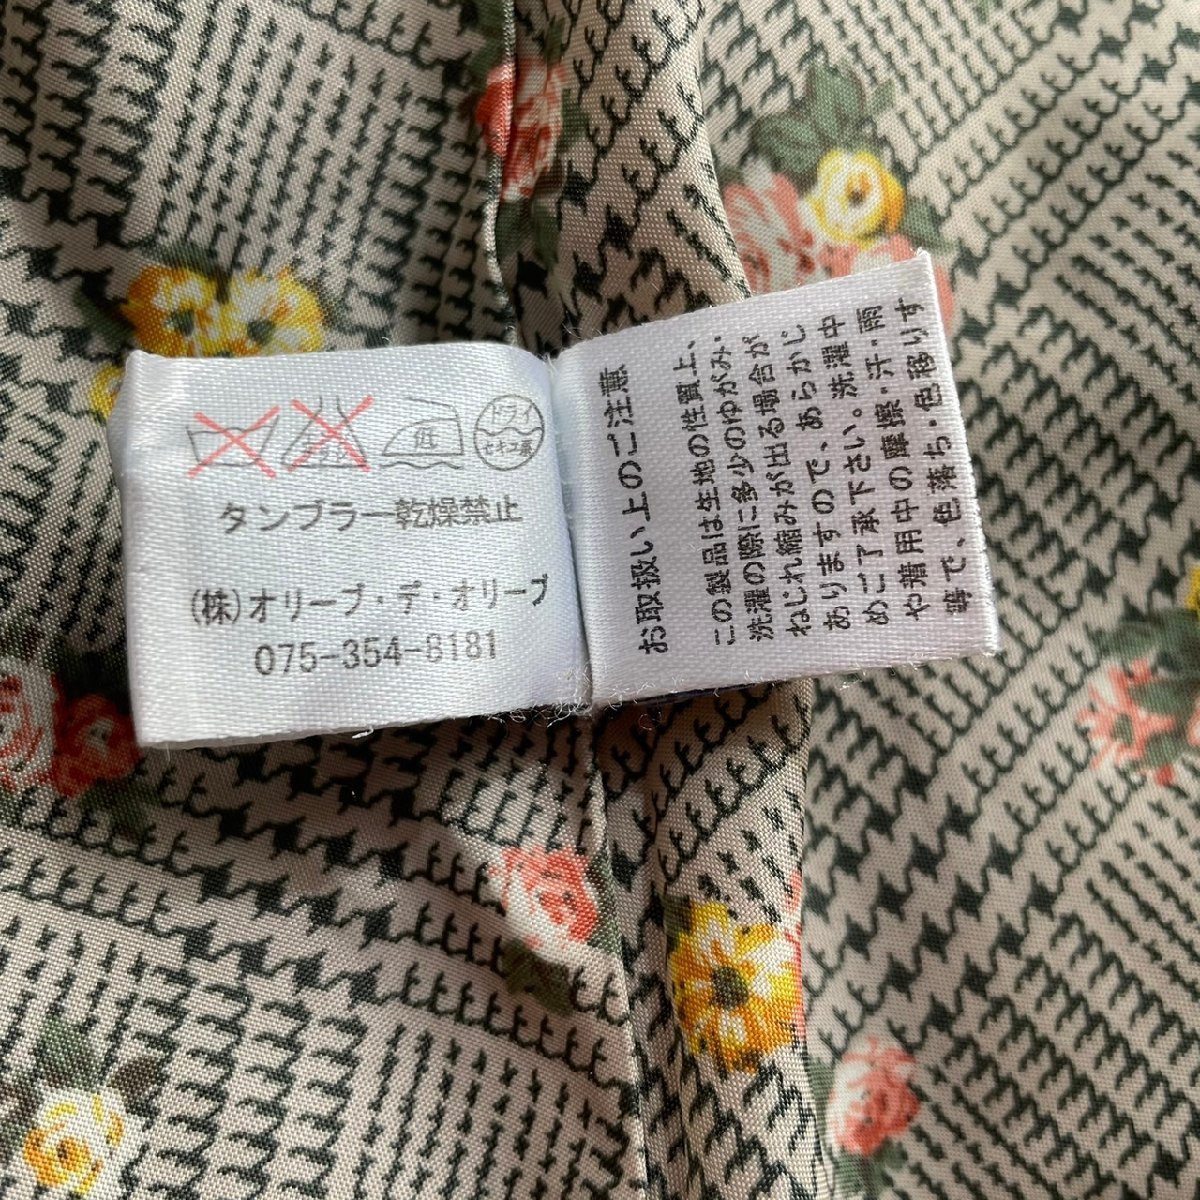 低
ドライ
セキユ系
タンブラー乾燥禁止
(株)オリーブ・デ・オリーブ
075-354-8181
お取扱い上のご注意
この製品は生地の性質上、
洗濯の際に多少のゆがみ・
ねじれ縮みが出る場合が
ありますので、あらかじ
めご了承下さい。洗濯中
や着用中の摩擦・汗・雨
等で、色落ち・色移りす